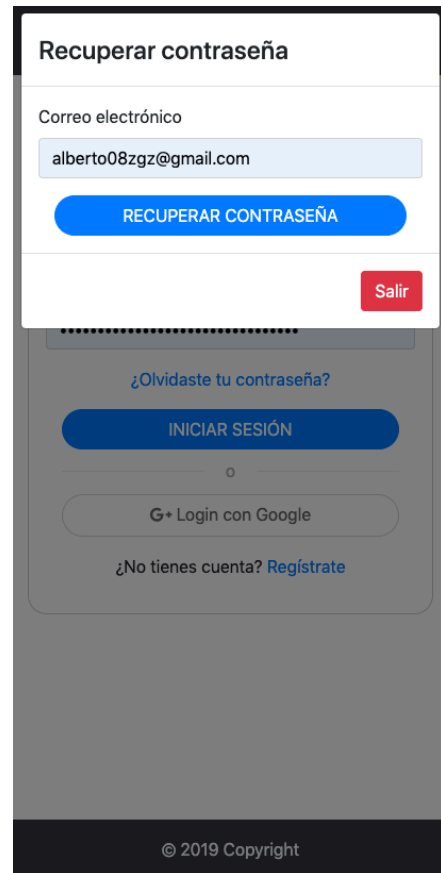 Recuperar contraseña
Correo electrónico
alberto08zgz@gmail.com
RECUPERAR CONTRASEÑA
Salir
¿Olvidaste tu contraseña?
INICIAR SESIÓN
o
G+ Login con Google
¿No tienes cuenta? Regístrate
© 2019 Copyright